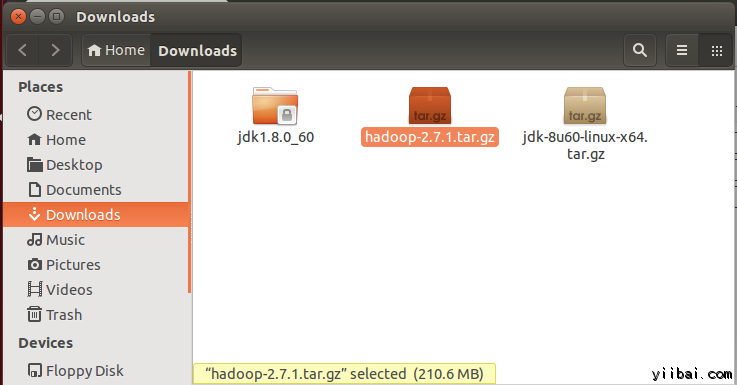 Downloads
Home
Downloads
Places
Recent
Home
Desktop
Documents
Downloads
Music
Pictures
Videos
Trash
Devices
Floppy Disk
jdk1.8.0_60
tar.gz
hadoop-2.7.1.tar.gz
tar.gz
jdk-8u60-linux-x64.
tar.gz
“hadoop-2.7.1.tar.gz” selected (210.6 MB)
yiibai.com